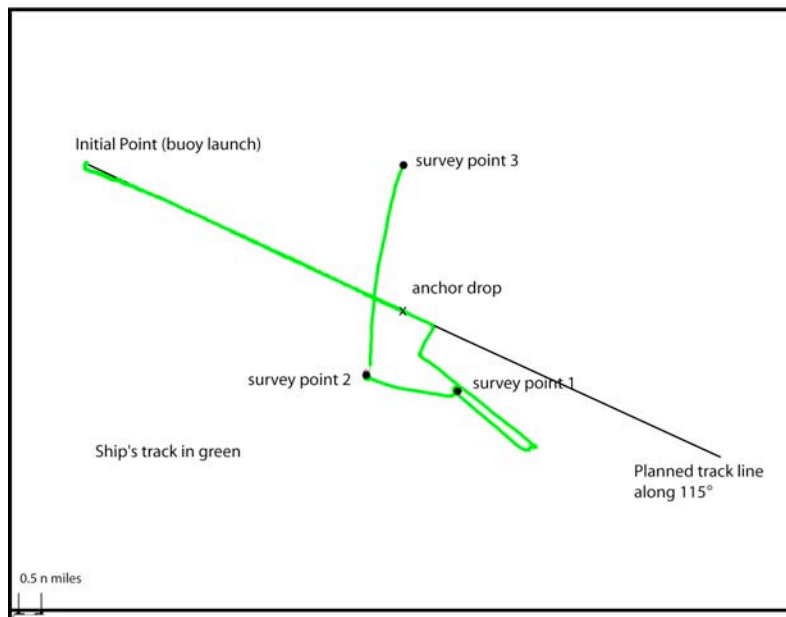 Initial Point (buoy launch)
survey point 3
anchor drop
survey point 2
survey point 1
Ship's track in green
Planned track line
along 115°
0.5 n miles